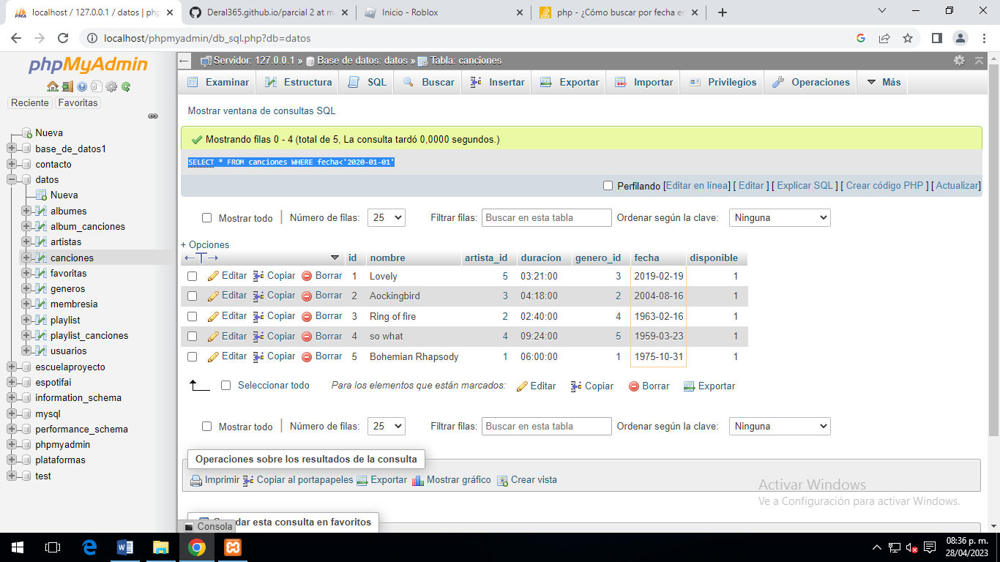 localhost / 127.0.0.1 / datos | php
Deral365.github.io/parcial 2 at m
Inicio - Roblox
php - ¿Cómo buscar por fecha en
localhost/phpmyadmin/db_sql.php?db=datos
phpMyAdmin
Reciente Favoritas
Nueva
base_de_datos1
contacto
datos
Nueva
albumes
album_canciones
artistas
canciones
favoritas
generos
membresia
playlist
playlist_canciones
usuarios
escuelaproyecto
espotifai
information_schema
mysql
performance_schema
phpmyadmin
plataformas
test
Servidor: 127.0.0.1 » Base de datos: datos » Tabla: canciones
Examinar Estructura SQL Buscar Insertar Exportar Importar Privilegios Operaciones Más
Mostrar ventana de consultas SQL
Mostrando filas 0 - 4 (total de 5, La consulta tardó 0,0000 segundos.)
SELECT * FROM canciones WHERE fecha<'2020-01-01'
Perfilando [Editar en línea] [ Editar ] [ Explicar SQL ] [ Crear código PHP ] [ Actualizar]
Mostrar todo | Número de filas: 25 Filtrar filas: Buscar en esta tabla Ordenar según la clave: Ninguna
+ Opciones
←T→ id nombre artista_id duracion genero_id fecha disponible
Editar Copiar Borrar 1 Lovely 5 03:21:00 3 2019-02-19 1
Editar Copiar Borrar 2 Aockingbird 3 04:18:00 2 2004-08-16 1
Editar Copiar Borrar 3 Ring of fire 2 02:40:00 4 1963-02-16 1
Editar Copiar Borrar 4 so what 4 09:24:00 5 1959-03-23 1
Editar Copiar Borrar 5 Bohemian Rhapsody 1 06:00:00 1 1975-10-31 1
Seleccionar todo Para los elementos que están marcados: Editar Copiar Borrar Exportar
Mostrar todo | Número de filas: 25 Filtrar filas: Buscar en esta tabla Ordenar según la clave: Ninguna
Operaciones sobre los resultados de la consulta
Imprimir Copiar al portapapeles Exportar Mostrar gráfico Crear vista
Activar Windows
Ve a Configuración para activar Windows.
dar esta consulta en favoritos
Consola
08:36 p. m.
28/04/2023